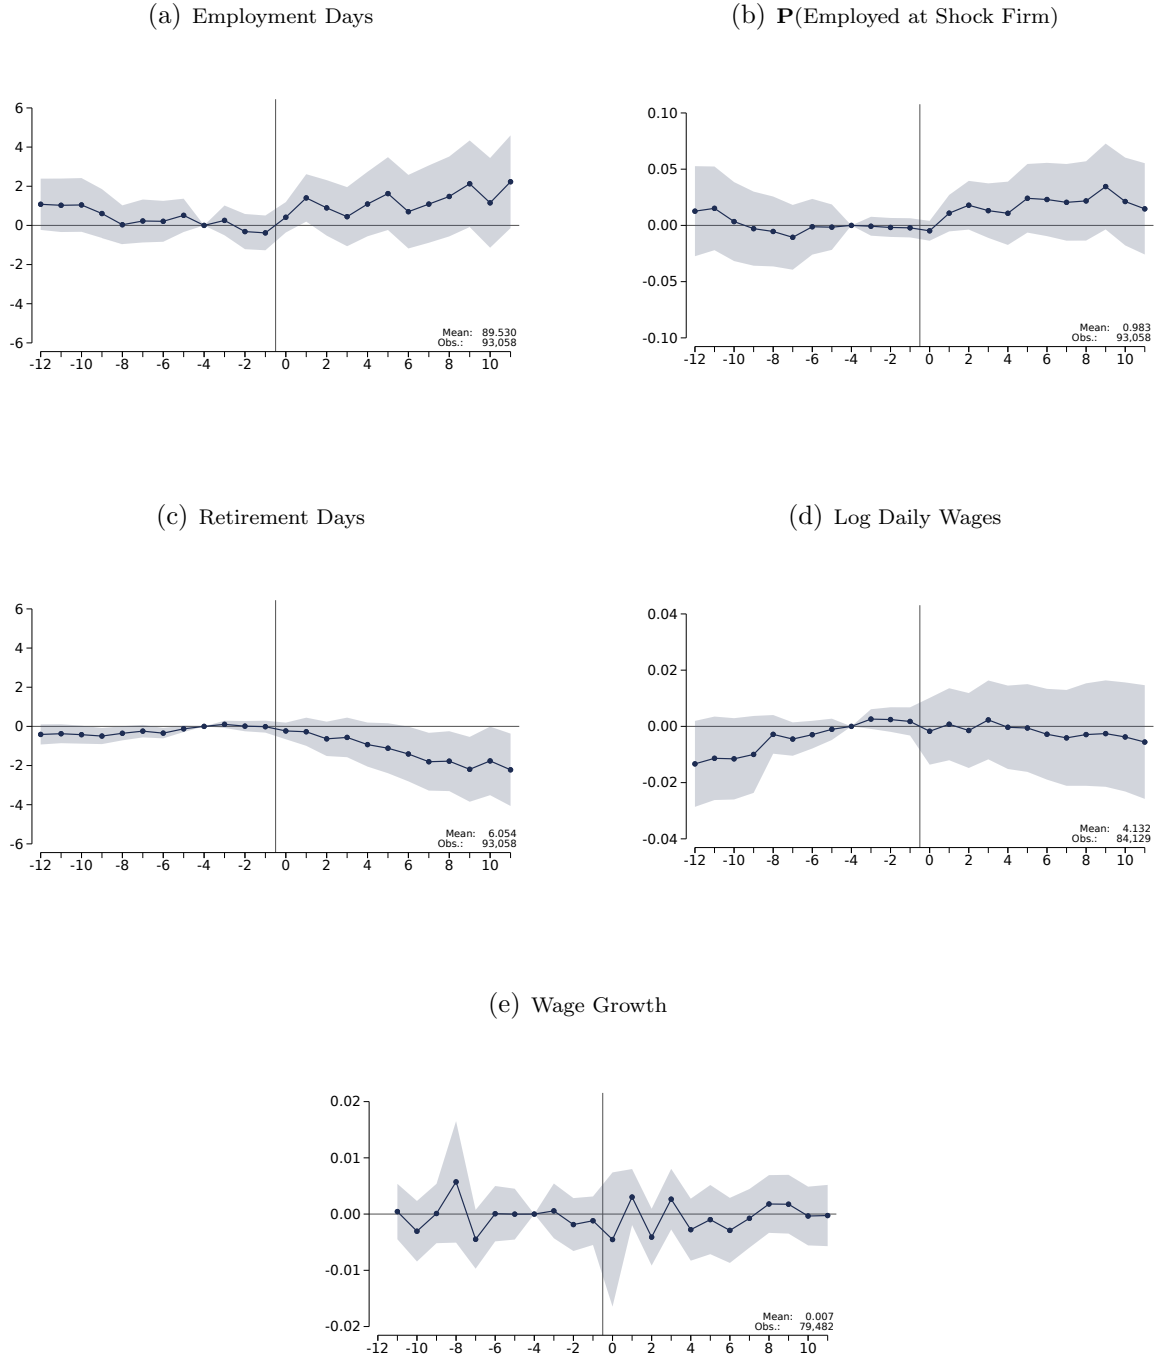 (a) Employment Days
6
4
2
0
-2
-4
-6
Mean: 89.530
Obs.: 93,058
-12 -10 -8 -6 -4 -2 0 2 4 6 8 10
(b) P(Employed at Shock Firm)
0.10
0.05
0.00
-0.05
-0.10
Mean: 0.983
Obs.: 93,058
-12 -10 -8 -6 -4 -2 0 2 4 6 8 10
(c) Retirement Days
6
4
2
0
-2
-4
-6
Mean: 6.054
Obs.: 93,058
-12 -10 -8 -6 -4 -2 0 2 4 6 8 10
(d) Log Daily Wages
0.04
0.02
0.00
-0.02
-0.04
Mean: 4.132
Obs.: 84,129
-12 -10 -8 -6 -4 -2 0 2 4 6 8 10
(e) Wage Growth
0.02
0.01
0.00
-0.01
-0.02
Mean: 0.007
Obs.: 79,482
-12 -10 -8 -6 -4 -2 0 2 4 6 8 10